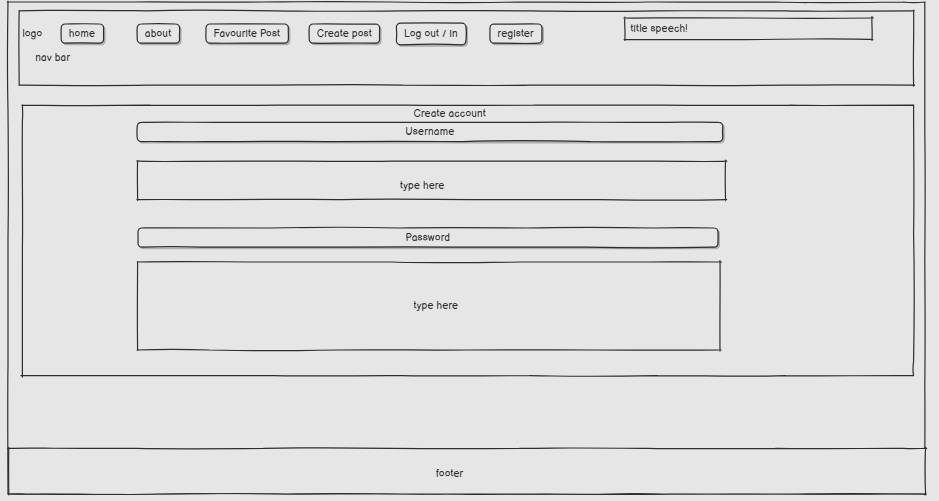 logo
home
about
Favourite Post
Create post
Log out / in
register
title speech!
nav bar
Create account
Username
type here
Password
type here
footer